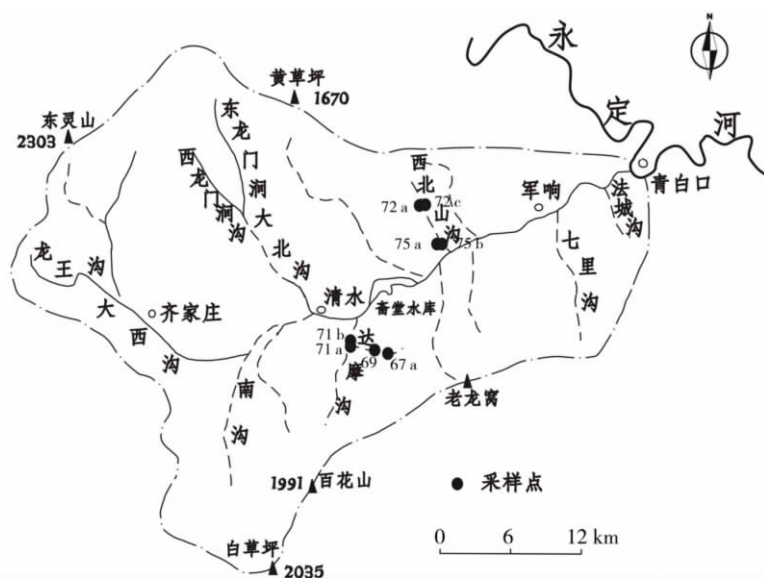 N
永定河
黄草坪
1670
东灵山
2303
东龙门涧
西龙门涧沟
大北沟
西北山沟
72 a
72 c
75 a
75 b
军响
青白口
法城沟
七里沟
龙王沟
大西沟
齐家庄
清水
斋堂水库
71 b
71 a
69
67 a
达摩沟
南沟
老龙窝
1991 百花山
采样点
白草坪
2035
0 6 12 km